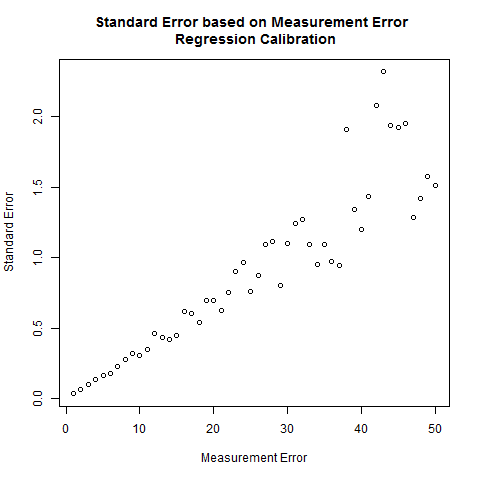 Standard Error based on Measurement Error
Regression Calibration
Standard Error
2.0
1.5
1.0
0.5
0.0
0 10 20 30 40 50
Measurement Error